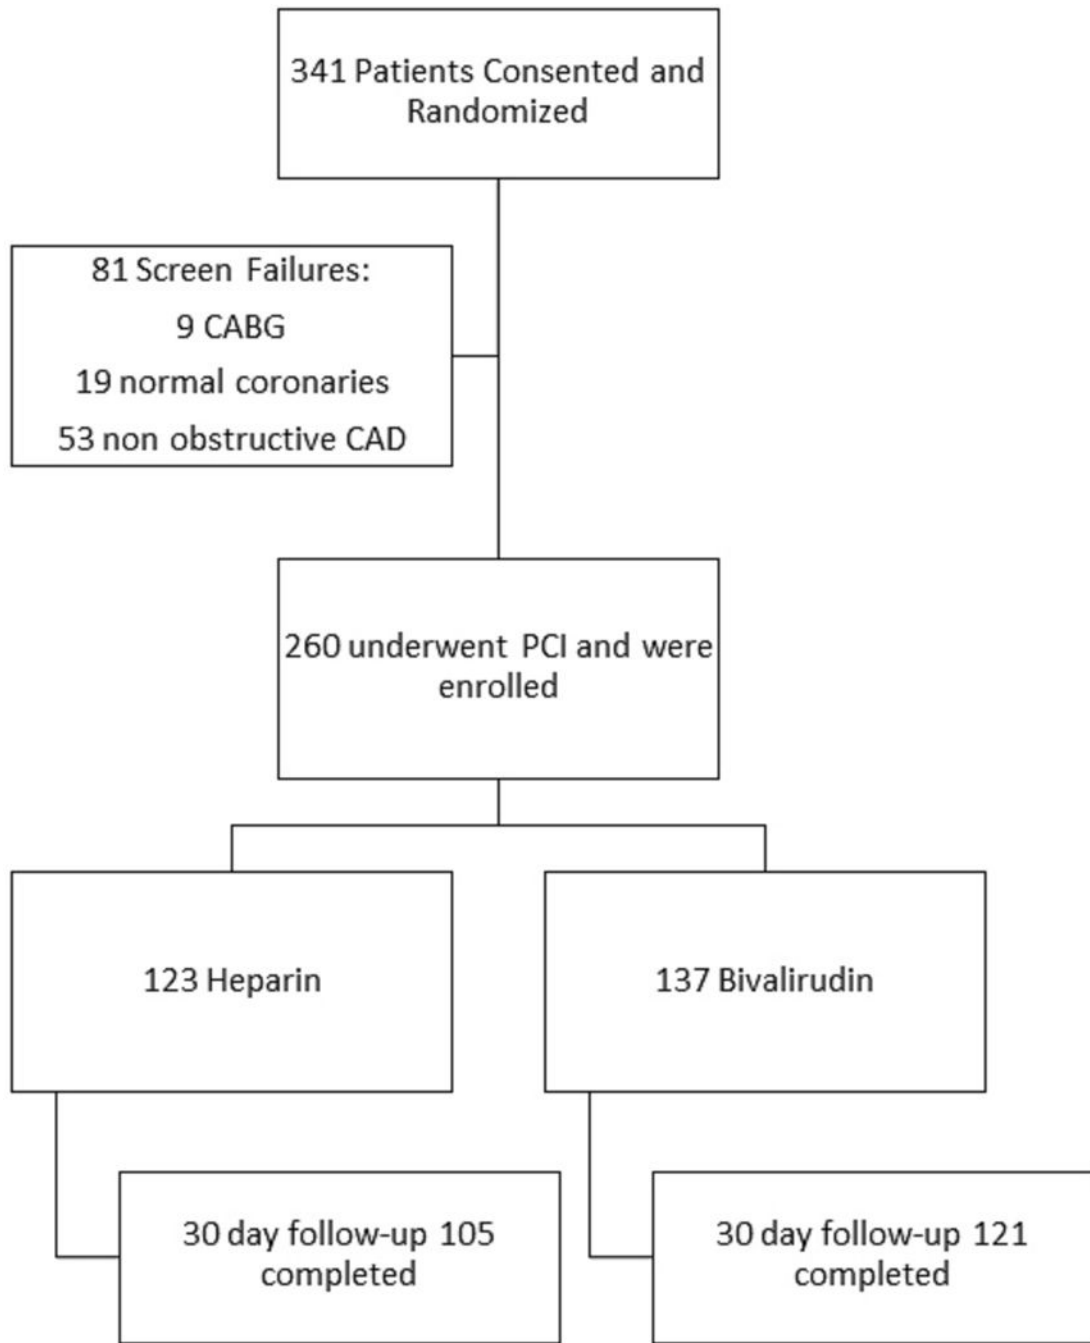 341 Patients Consented and
Randomized
81 Screen Failures:
9 CABG
19 normal coronaries
53 non obstructive CAD
260 underwent PCI and were
enrolled
123 Heparin
137 Bivalirudin
30 day follow-up 105
completed
30 day follow-up 121
completed